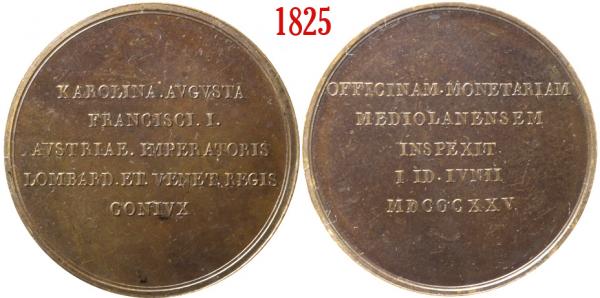 1825
KAROLINA.AVGVSTA
FRANCISCI.I.
AVSTRIAE.IMPERATORIS
LOMBARD.ET.VENET.REGIS
CONIVX
OFFICINAM.MONETARIAM
MEDIOLANENSEM
INSPEXIT
I ID.IVNII
MDCCCXXV.